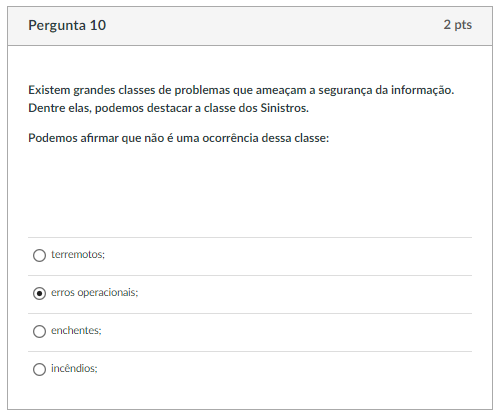 Pergunta 10
2 pts
Existem grandes classes de problemas que ameaçam a segurança da informação.
Dentre elas, podemos destacar a classe dos Sinistros.
Podemos afirmar que não é uma ocorrência dessa classe:
terremotos;
erros operacionais;
enchentes;
incêndios;